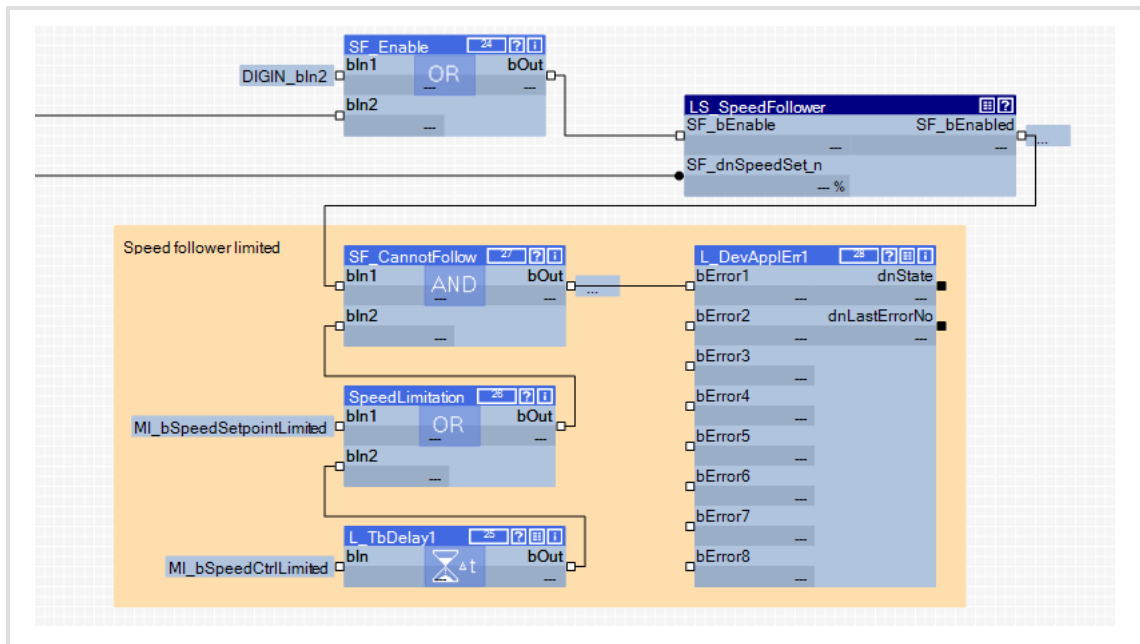 SF_Enable 24 ? i
bIn1 OR bOut
DIGIN_bIn2
---
---
bIn2
---
LS_SpeedFollower ?
SF_bEnable SF_bEnabled
---
---
...
SF_dnSpeedSet_n
--- %
Speed follower limited
SF_CannotFollow 27 ? i
bIn1 AND bOut
---
---
...
bIn2
---
SpeedLimitation 26 ? i
MI_bSpeedSetpointLimited
bIn1 OR bOut
---
---
bIn2
---
L_TbDelay1 25 ? i
MI_bSpeedCtrlLimited
bIn Δt bOut
---
---
L_DevApplErr1 28 ? i
bError1 dnState
---
---
bError2 dnLastErrorNo
---
---
bError3
---
bError4
---
bError5
---
bError6
---
bError7
---
bError8
---